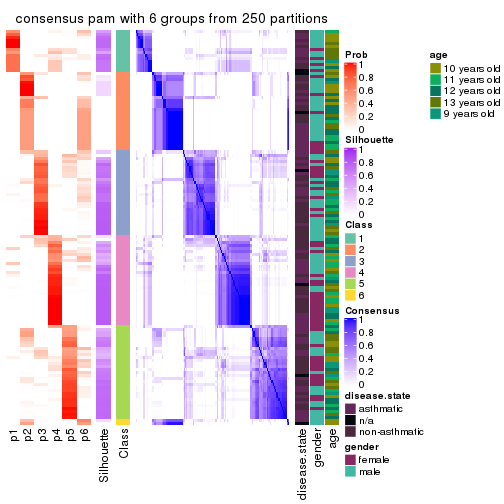 consensus pam with 6 groups from 250 partitions
Prob
1
0.8
0.6
0.4
0.2
0
Silhouette
1
0.8
0.6
0.4
0.2
0
Class
1
2
3
4
5
6
Consensus
1
0.8
0.6
0.4
0.2
0
disease.state
asthmatic
n/a
non-asthmatic
gender
female
male
age
10 years old
11 years old
12 years old
13 years old
9 years old
p1
p2
p3
p4
p5
p6
Silhouette
Class
disease.state
gender
age